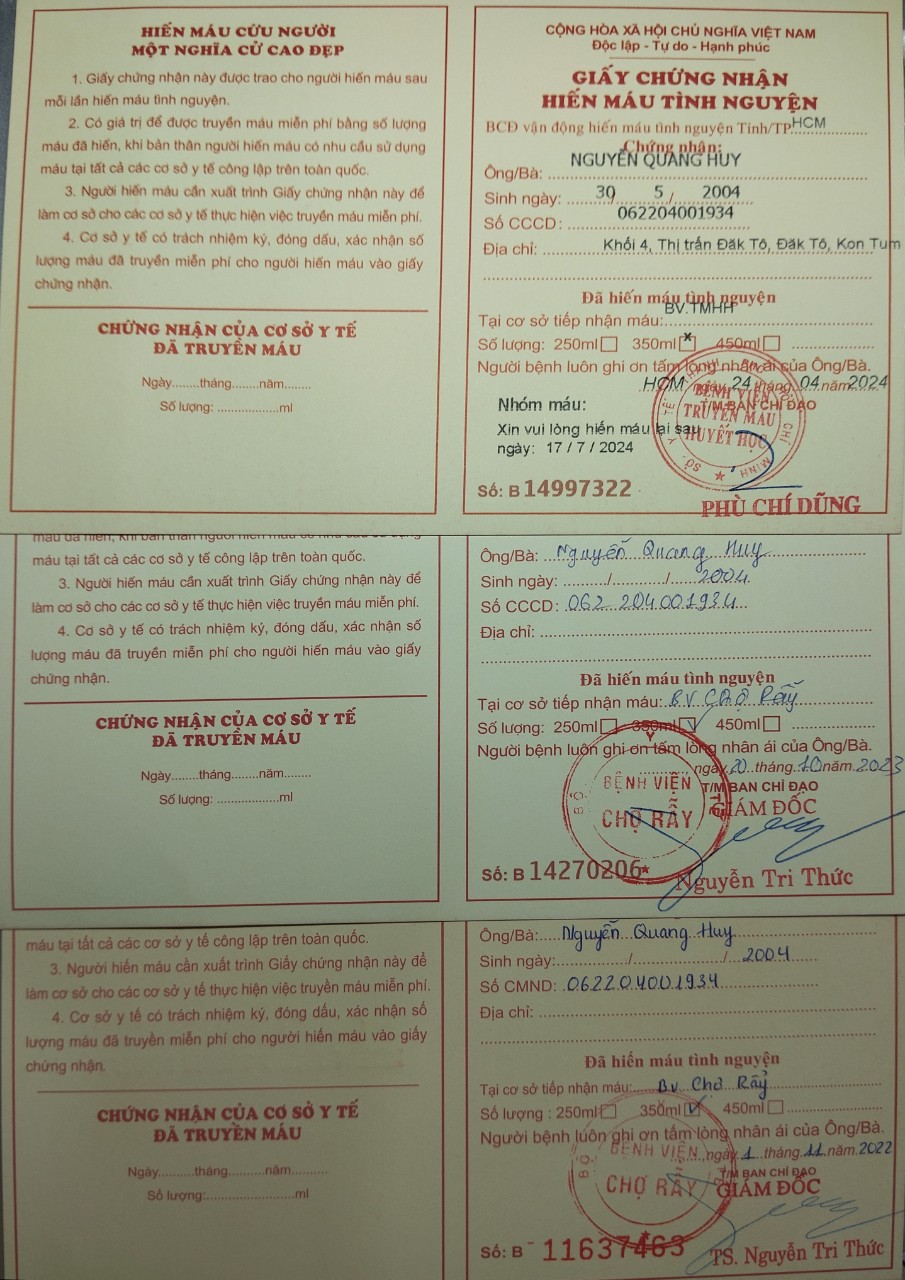 HIẾN MÁU CỨU NGƯỜI
MỘT NGHĨA CỬ CAO ĐẸP
1. Giấy chứng nhận này được trao cho người hiến máu sau
mỗi lần hiến máu tình nguyện.
2. Có giá trị để được truyền máu miễn phí bằng số lượng
máu đã hiến, khi bản thân người hiến máu có nhu cầu sử dụng
máu tại tất cả các cơ sở y tế công lập trên toàn quốc.
3. Người hiến máu cần xuất trình Giấy chứng nhận này để
làm cơ sở cho các cơ sở y tế thực hiện việc truyền máu miễn phí.
4. Cơ sở y tế có trách nhiệm ký, đóng dấu, xác nhận số
lượng máu đã truyền miễn phí cho người hiến máu vào giấy
chứng nhận.
CHỨNG NHẬN CỦA CƠ SỞ Y TẾ
ĐÃ TRUYỀN MÁU
Ngày........tháng........năm........
Số lượng: ..................ml
CỘNG HÒA XÃ HỘI CHỦ NGHĨA VIỆT NAM
Độc lập - Tự do - Hạnh phúc
GIẤY CHỨNG NHẬN
HIẾN MÁU TÌNH NGUYỆN
BCĐ vận động hiến máu tình nguyện Tỉnh/TP HCM
Chứng nhận:
Ông/Bà: NGUYỄN QUANG HUY
Sinh ngày: 30 / 5 / 2004
Số CCCD: 062204001934
Địa chỉ: Khối 4, Thị trấn Đăk Tô, Đăk Tô, Kon Tum
Đã hiến máu tình nguyện
Tại cơ sở tiếp nhận máu: BV.TMHH
Số lượng: 250ml 350ml x 450ml
Người bệnh luôn ghi ơn tấm lòng nhân ái của Ông/Bà.
HCM, ngày 24 tháng 04 năm 2024
T/M BAN CHỈ ĐẠO
Nhóm máu:
Xin vui lòng hiến máu lại sau
ngày: 17 / 7 / 2024
SỞ Y TẾ THÀNH PHỐ HỒ CHÍ MINH
BỆNH VIỆN
TRUYỀN MÁU
HUYẾT HỌC
Số: B 14997322
PHÙ CHÍ DŨNG
máu đã hiến, khi bản thân người hiến máu có nhu cầu sử dụng
máu tại tất cả các cơ sở y tế công lập trên toàn quốc.
3. Người hiến máu cần xuất trình Giấy chứng nhận này để
làm cơ sở cho các cơ sở y tế thực hiện việc truyền máu miễn phí.
4. Cơ sở y tế có trách nhiệm ký, đóng dấu, xác nhận số
lượng máu đã truyền miễn phí cho người hiến máu vào giấy
chứng nhận.
CHỨNG NHẬN CỦA CƠ SỞ Y TẾ
ĐÃ TRUYỀN MÁU
Ngày........tháng........năm........
Số lượng: ..................ml
Ông/Bà: Nguyễn Quang Huy
Sinh ngày: ........../........../ 2004
Số CCCD: 062 204001934
Địa chỉ:
Đã hiến máu tình nguyện
Tại cơ sở tiếp nhận máu: BV Chợ Rẫy
Số lượng: 250ml 350ml ✓ 450ml
Người bệnh luôn ghi ơn tấm lòng nhân ái của Ông/Bà.
ngày 20 tháng 10 năm 2023
T/M BAN CHỈ ĐẠO
GIÁM ĐỐC
BỘ Y TẾ
BỆNH VIỆN
CHỢ RẪY
Số: B 14270206
Nguyễn Tri Thức
máu tại tất cả các cơ sở y tế công lập trên toàn quốc.
3. Người hiến máu cần xuất trình Giấy chứng nhận này để
làm cơ sở cho các cơ sở y tế thực hiện việc truyền máu miễn phí.
4. Cơ sở y tế có trách nhiệm ký, đóng dấu, xác nhận số
lượng máu đã truyền miễn phí cho người hiến máu vào giấy
chứng nhận.
CHỨNG NHẬN CỦA CƠ SỞ Y TẾ
ĐÃ TRUYỀN MÁU
Ngày........tháng........năm........
Số lượng:....................ml
Ông/Bà: Nguyễn Quang Huy
Sinh ngày: ........../........../ 2004
Số CMND: 062204001934
Địa chỉ:
Đã hiến máu tình nguyện
Tại cơ sở tiếp nhận máu: Bv Chợ Rẫy
Số lượng : 250ml 350ml ✓ 450ml
Người bệnh luôn ghi ơn tấm lòng nhân ái của Ông/Bà.
ngày 1 tháng 11 năm 2022
T/M BAN CHỈ ĐẠO
GIÁM ĐỐC
BỆNH VIỆN
CHỢ RẪY
Số: B - 11637463
TS. Nguyễn Tri Thức